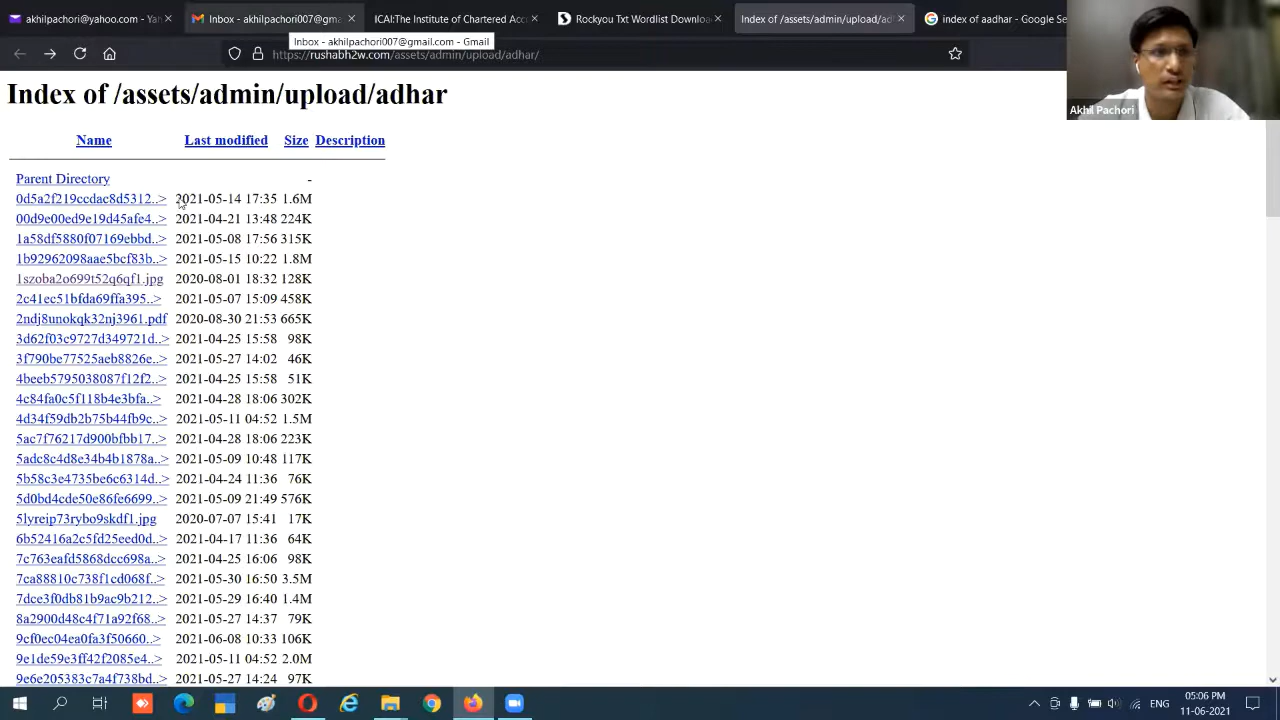 akhilpachori007@yahoo.com
Inbox - akhilpachori007@gmai
ICAI:The Institute of Chartered Acco
Rockyou Txt Wordlist Downloa
Index of /assets/admin/upload/ad
index of aadhar - Google Se
Inbox - akhilpachori007@gmail.com - Gmail
https://rushabh2w.com/assets/admin/upload/adhar/
Akhil Pachori
Index of /assets/admin/upload/adhar
Name Last modified Size Description
Parent Directory -
0d5a2f219ccdac8d5312..> 2021-05-14 17:35 1.6M
00d9e00ed9e19d45afe4..> 2021-04-21 13:48 224K
1a58df5880f07169ebbd..> 2021-05-08 17:56 315K
1b92962098aae5bcf83b..> 2021-05-15 10:22 1.8M
1szoba2o699t52q6qf1.jpg 2020-08-01 18:32 128K
2c41ec51bfda69ffa395..> 2021-05-07 15:09 458K
2ndj8unokqk32nj3961.pdf 2020-08-30 21:53 665K
3d62f03c9727d349721d..> 2021-04-25 15:58 98K
3f790be77525aeb8826e..> 2021-05-27 14:02 46K
4beeb5795038087f12f2..> 2021-04-25 15:58 51K
4c84fa0c5f118b4e3bfa..> 2021-04-28 18:06 302K
4d34f59db2b75b44fb9c..> 2021-05-11 04:52 1.5M
5ac7f76217d900bfbb17..> 2021-04-28 18:06 223K
5adc8c4d8e34b4b1878a..> 2021-05-09 10:48 117K
5b58c3e4735be6c6314d..> 2021-04-24 11:36 76K
5d0bd4cde50e86fe6699..> 2021-05-09 21:49 576K
5lyreip73rybo9skdf1.jpg 2020-07-07 15:41 17K
6b52416a2c5fd25eed0d..> 2021-04-17 11:36 64K
7c763eafd5868dcc698a..> 2021-04-25 16:06 98K
7ca88810c738f1cd068f..> 2021-05-30 16:50 3.5M
7dce3f0db81b9ac9b212..> 2021-05-29 16:40 1.4M
8a2900d48c4f71a92f68..> 2021-05-27 14:37 79K
9cf0ec04ea0fa3f50660..> 2021-06-08 10:33 106K
9e1de59e3ff42f2085e4..> 2021-05-11 04:52 2.0M
9e6e205383c7a4f738bd..> 2021-05-27 14:24 97K
ENG
05:06 PM
11-06-2021